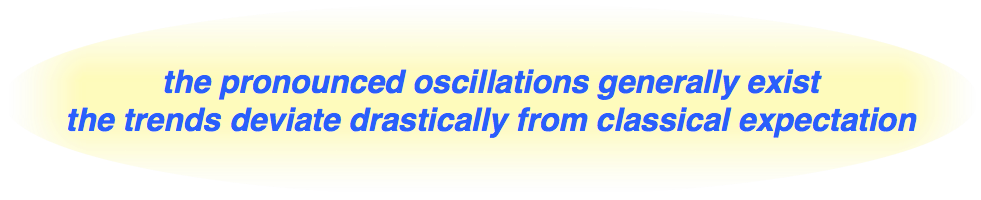 the pronounced oscillations generally exist
the trends deviate drastically from classical expectation